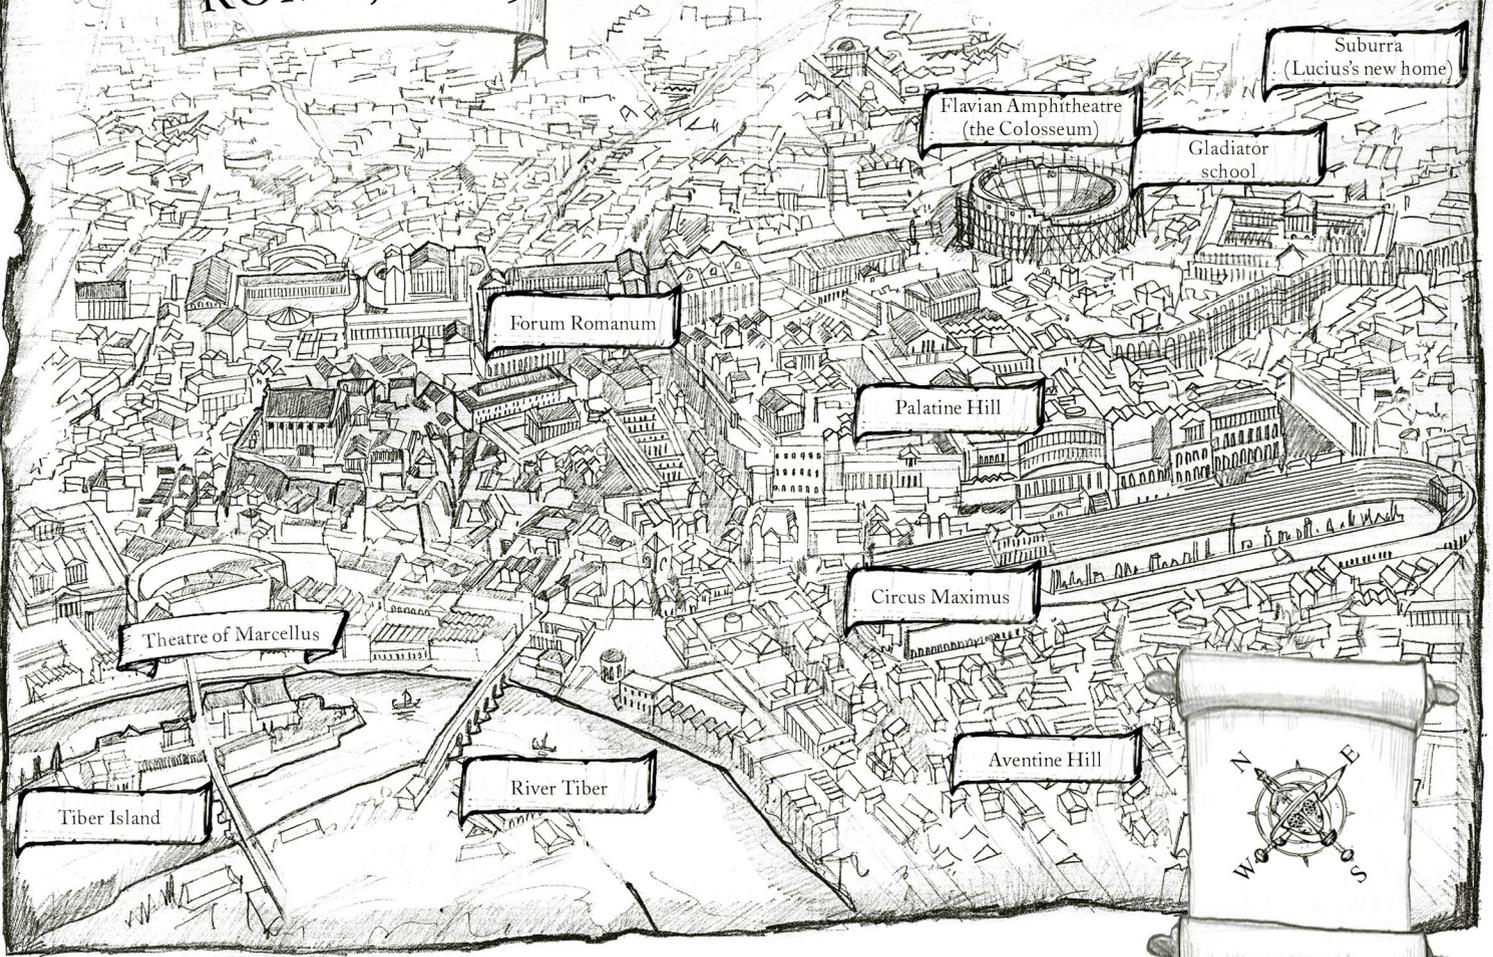 Suburra
(Lucius's new home)
Flavian Amphitheatre
(the Colosseum)
Gladiator
school
Forum Romanum
Palatine Hill
Circus Maximus
Theatre of Marcellus
Aventine Hill
River Tiber
Tiber Island
N
E
W
S